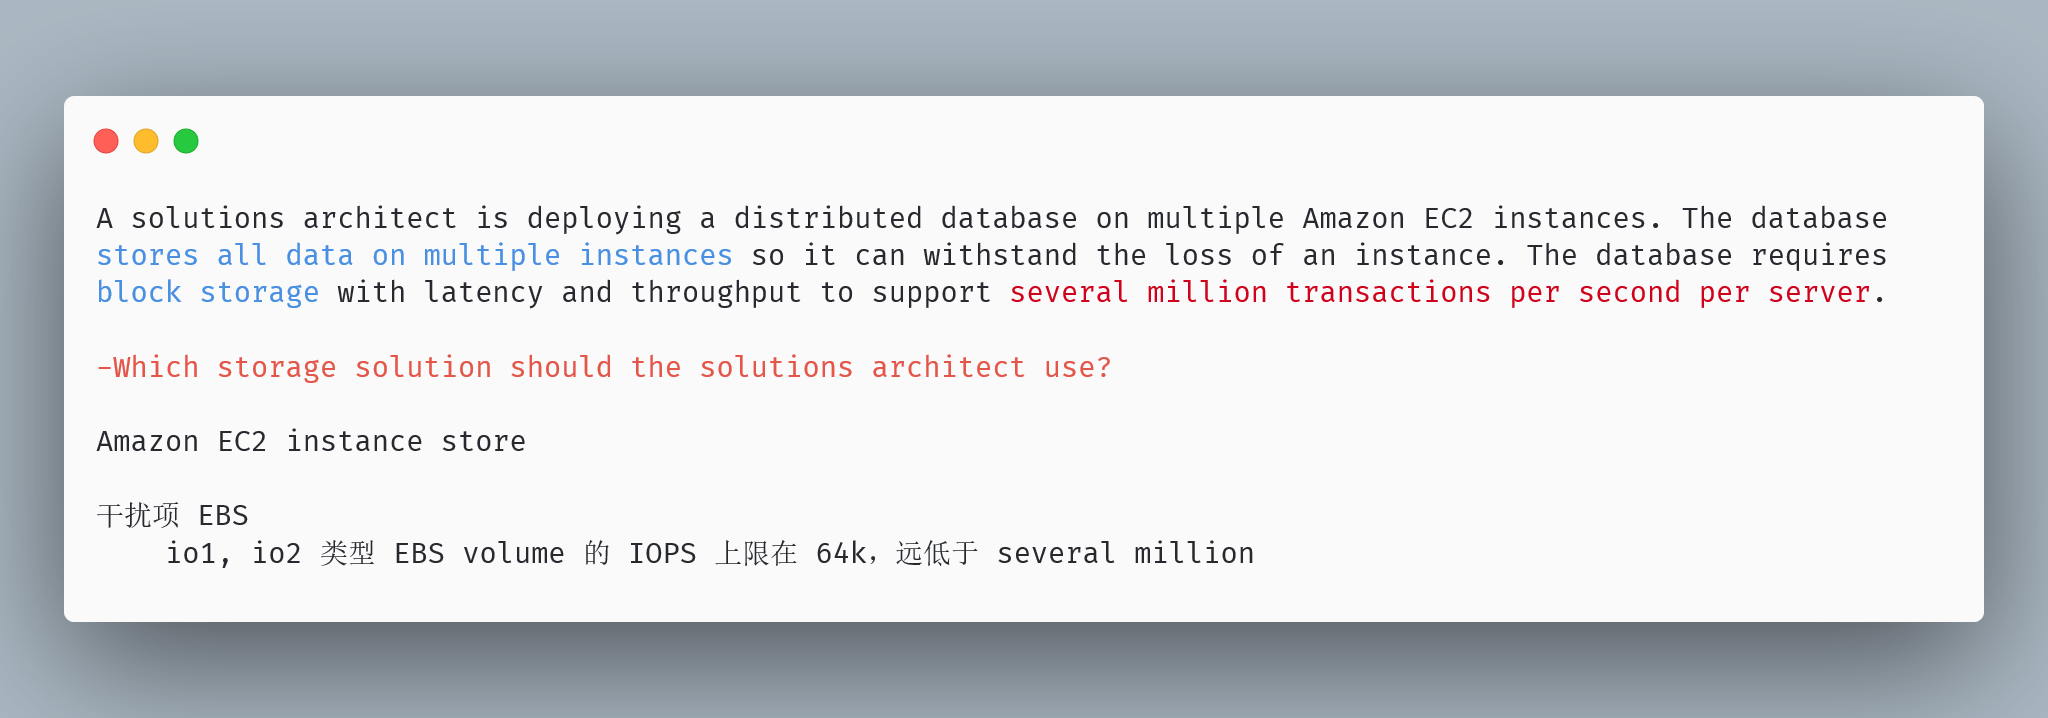 A solutions architect is deploying a distributed database on multiple Amazon EC2 instances. The database
stores all data on multiple instances so it can withstand the loss of an instance. The database requires
block storage with latency and throughput to support several million transactions per second per server.
-Which storage solution should the solutions architect use?
Amazon EC2 instance store
干扰项 EBS
io1, io2 类型 EBS volume 的 IOPS 上限在 64k，远低于 several million